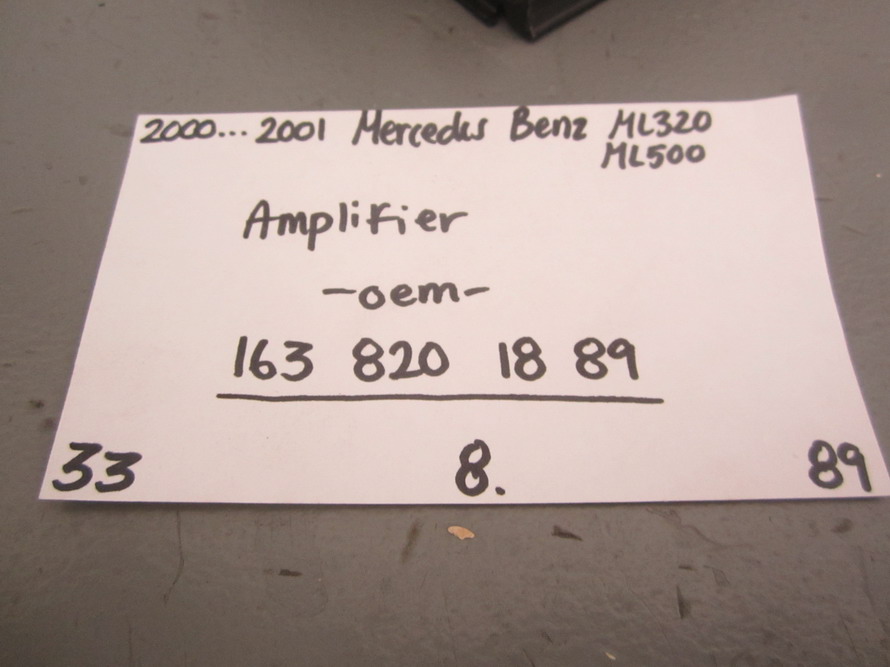 2000...2001 Mercedes Benz ML320
ML500
Amplifier
-oem-
163 820 18 89
33 8. 89